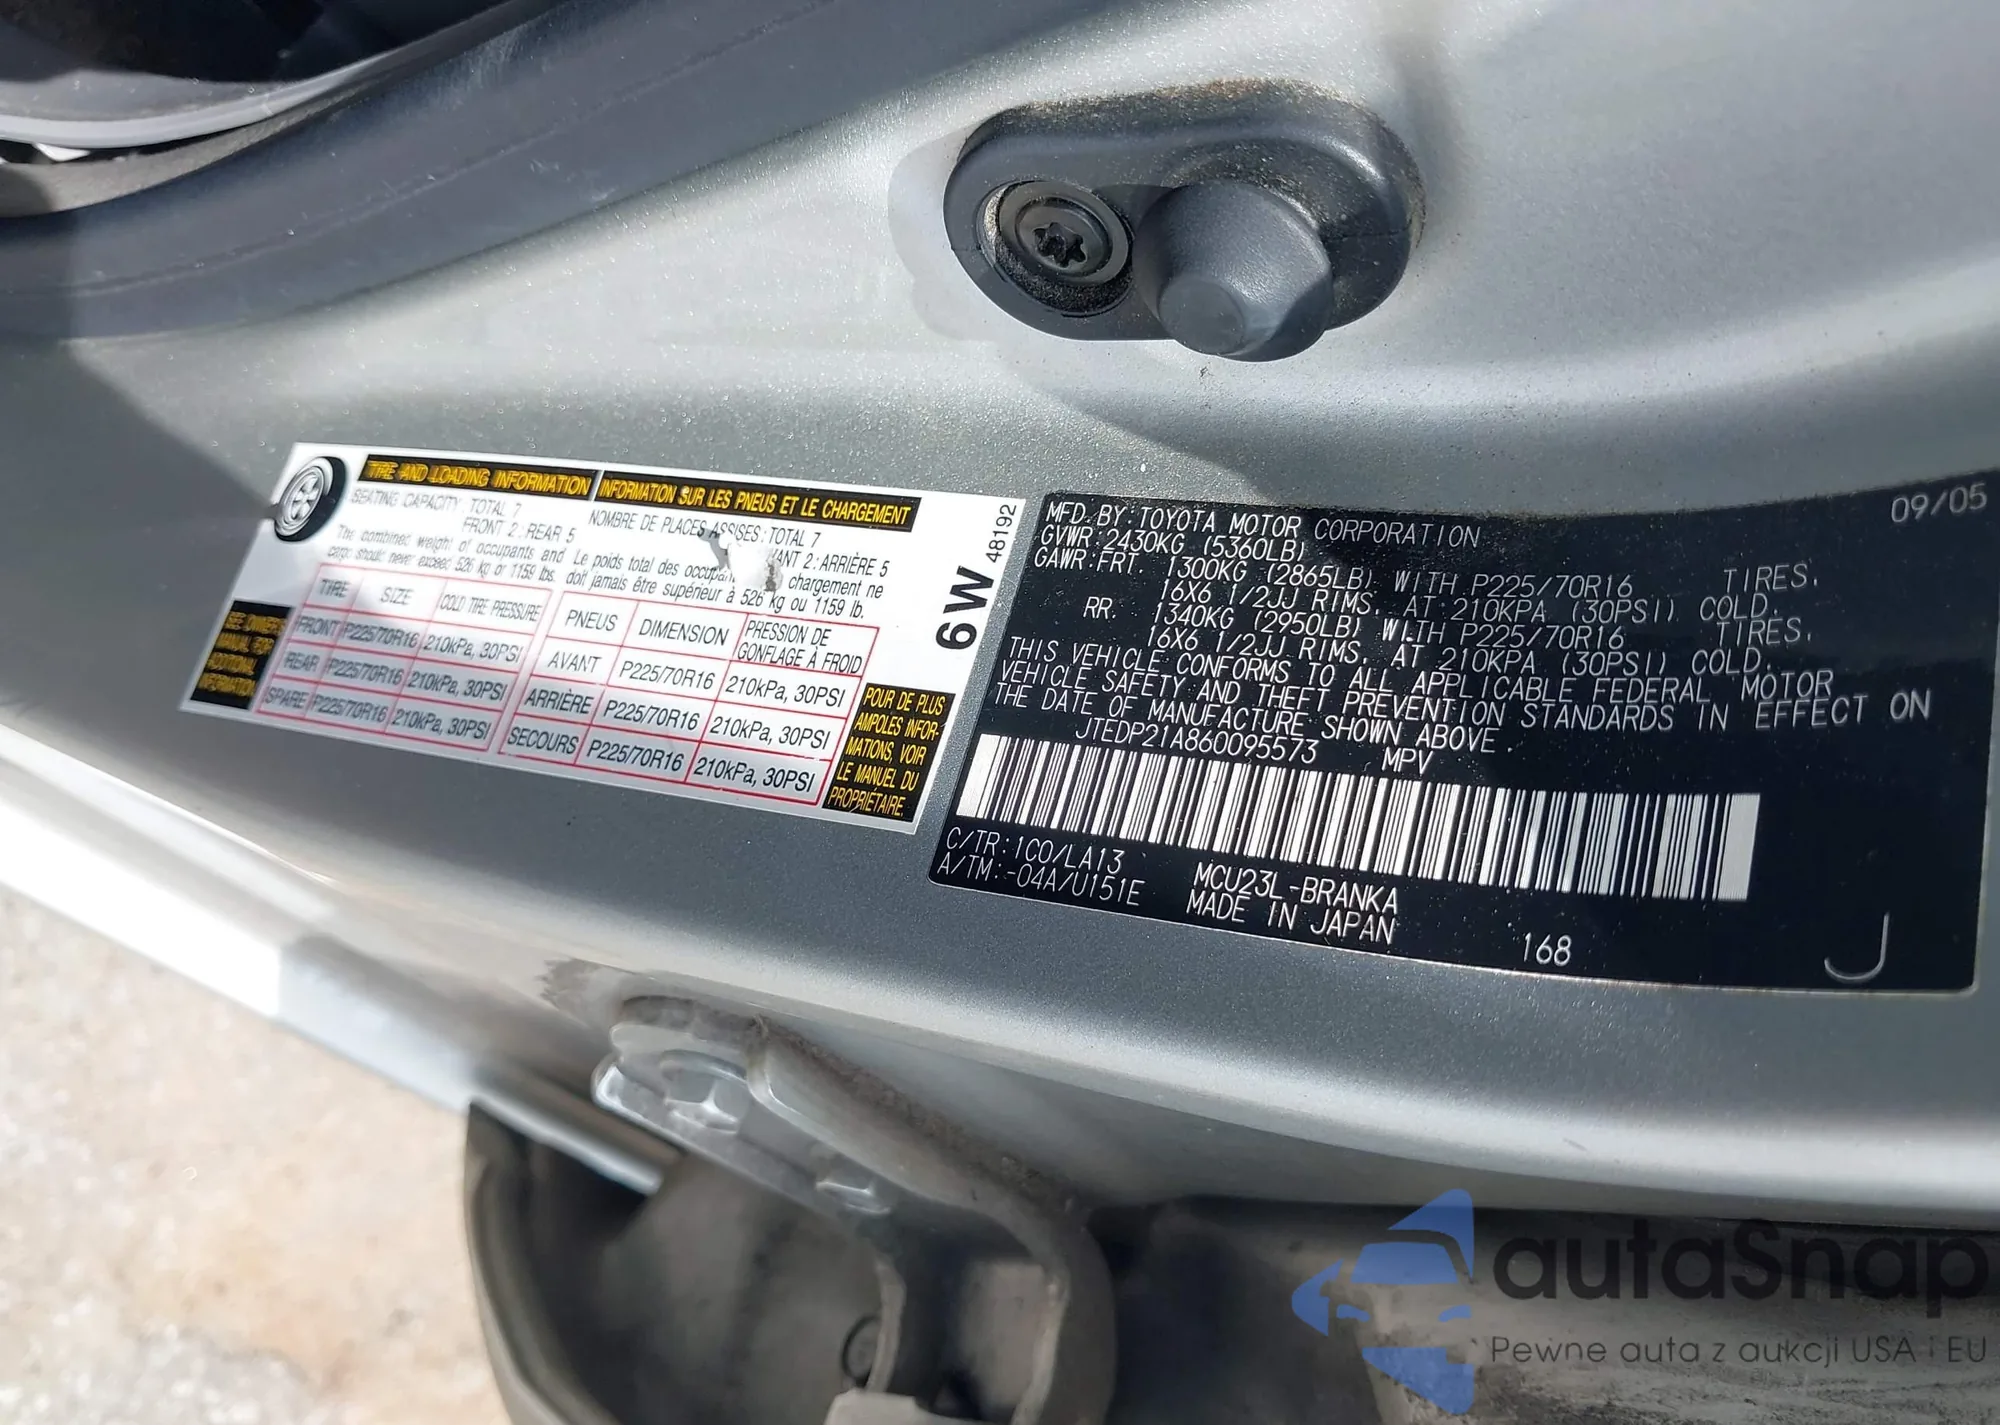 TIRE AND LOADING INFORMATION
SEATING CAPACITY: TOTAL 7
FRONT 2: REAR 5
The combined weight of occupants and
cargo should never exceed 526 kg or 1159 lbs.
TIRE SIZE COLD TIRE PRESSURE
FRONT P225/70R16 210kPa, 30PSI
REAR P225/70R16 210kPa, 30PSI
SPARE P225/70R16 210kPa, 30PSI
SEE OWNERS
MANUAL FOR
ADDITIONAL
INFORMATION
INFORMATION SUR LES PNEUS ET LE CHARGEMENT
NOMBRE DE PLACES ASSISES: TOTAL 7
2: ARRIÈRE 5
Le poids total des chargement ne
doit jamais être supérieur à 526 kg ou 1159 lb.
PNEUS DIMENSION PRESSION DE
GONFLAGE À FROID
AVANT P225/70R16 210kPa, 30PSI
ARRIÈRE P225/70R16 210kPa, 30PSI
SECOURS P225/70R16 210kPa, 30PSI
POUR DE PLUS
AMPLES INFOR-
MATIONS, VOIR
LE MANUEL DU
PROPRIÉTAIRE.
6W 48192
09/05
MFD. BY: TOYOTA MOTOR CORPORATION
GVWR: 2430KG (5360LB)
GAWR: FRT. 1300KG (2865LB) WITH P225/70R16 TIRES,
16X6 1/2JJ RIMS, AT 210KPA (30PSI) COLD.
RR. 1340KG (2950LB) WITH P225/70R16 TIRES,
16X6 1/2JJ RIMS, AT 210KPA (30PSI) COLD.
THIS VEHICLE CONFORMS TO ALL APPLICABLE FEDERAL MOTOR
VEHICLE SAFETY AND THEFT PREVENTION STANDARDS IN EFFECT ON
THE DATE OF MANUFACTURE SHOWN ABOVE.
JTEDP21A860095573 MPV
C/TR: 1C0/LA13 MCU23L-BRANKA
A/TM: -04A/U151E MADE IN JAPAN
168
J
autaSnap
Pewne auta z aukcji USA i EU